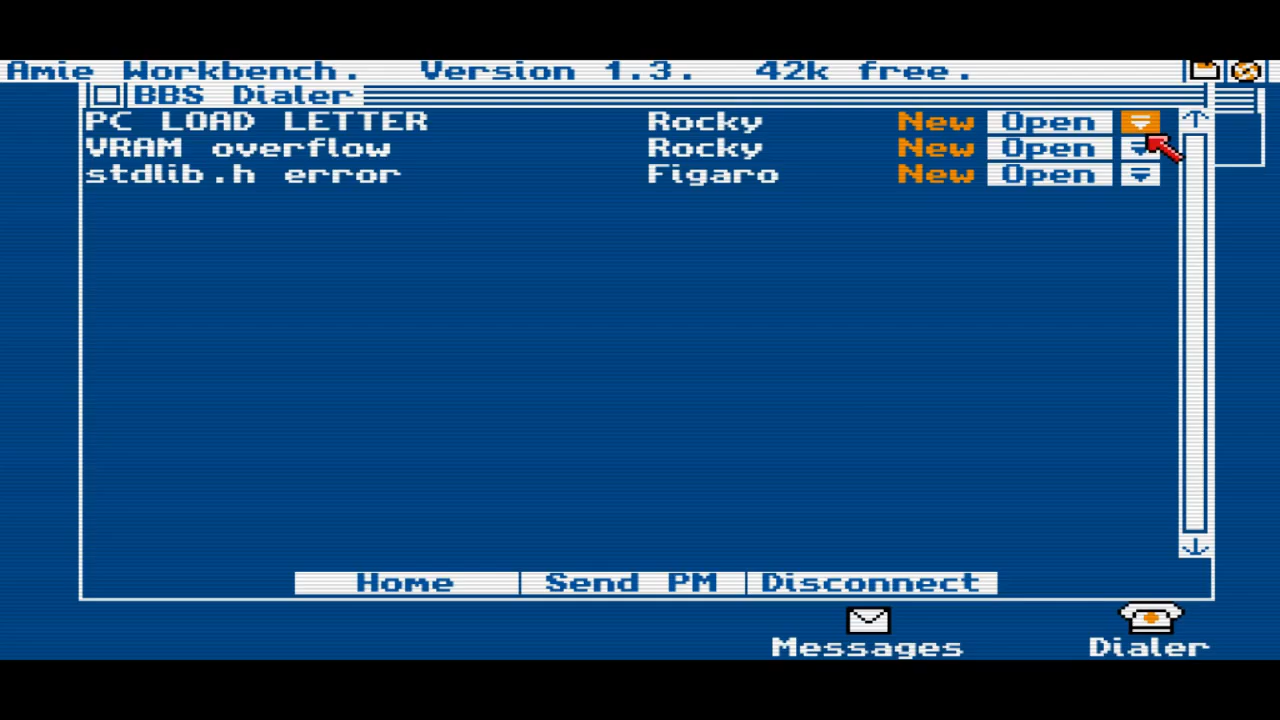 Amie Workbench. Version 1.3. 42k free.
BBS Dialer
PC LOAD LETTER Rocky New Open
VRAM overflow Rocky New Open
stdlib.h error Figaro New Open
Home Send PM Disconnect
Messages Dialer